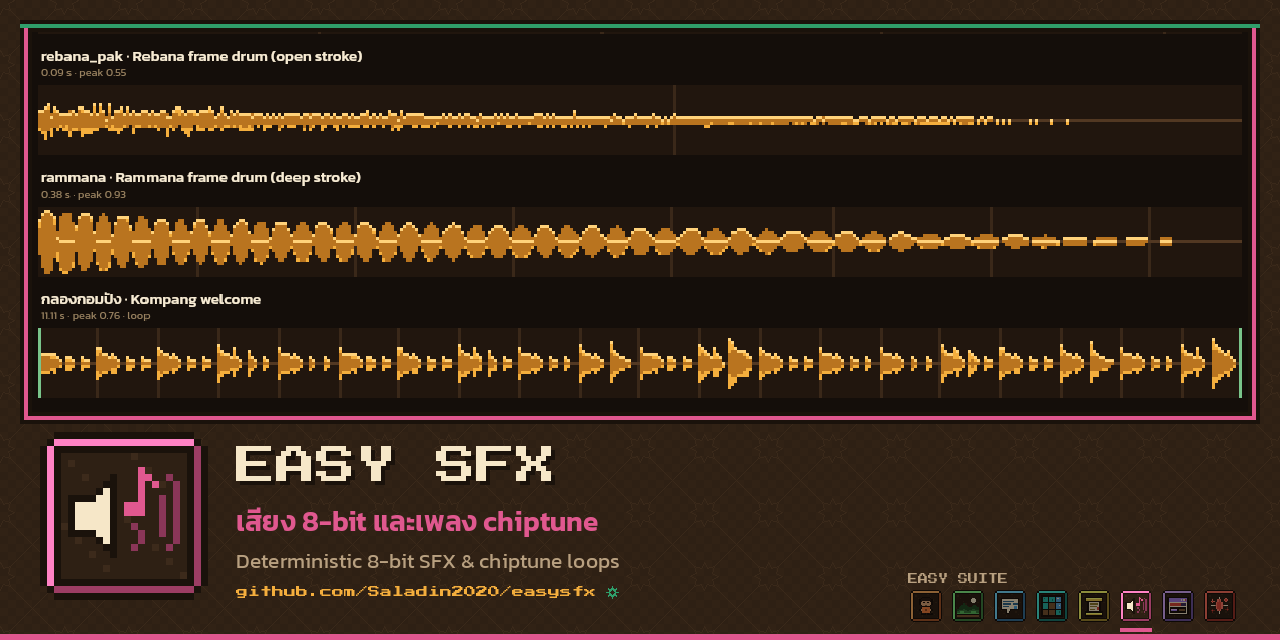 rebana_pak · Rebana frame drum (open stroke)
0.09 s · peak 0.55
rammana · Rammana frame drum (deep stroke)
0.38 s · peak 0.93
กลองกอมปัง · Kompang welcome
11.11 s · peak 0.76 · loop
EASY SFX
เสียง 8-bit และเพลง chiptune
Deterministic 8-bit SFX & chiptune loops
github.com/Saladin2020/easysfx
EASY SUITE